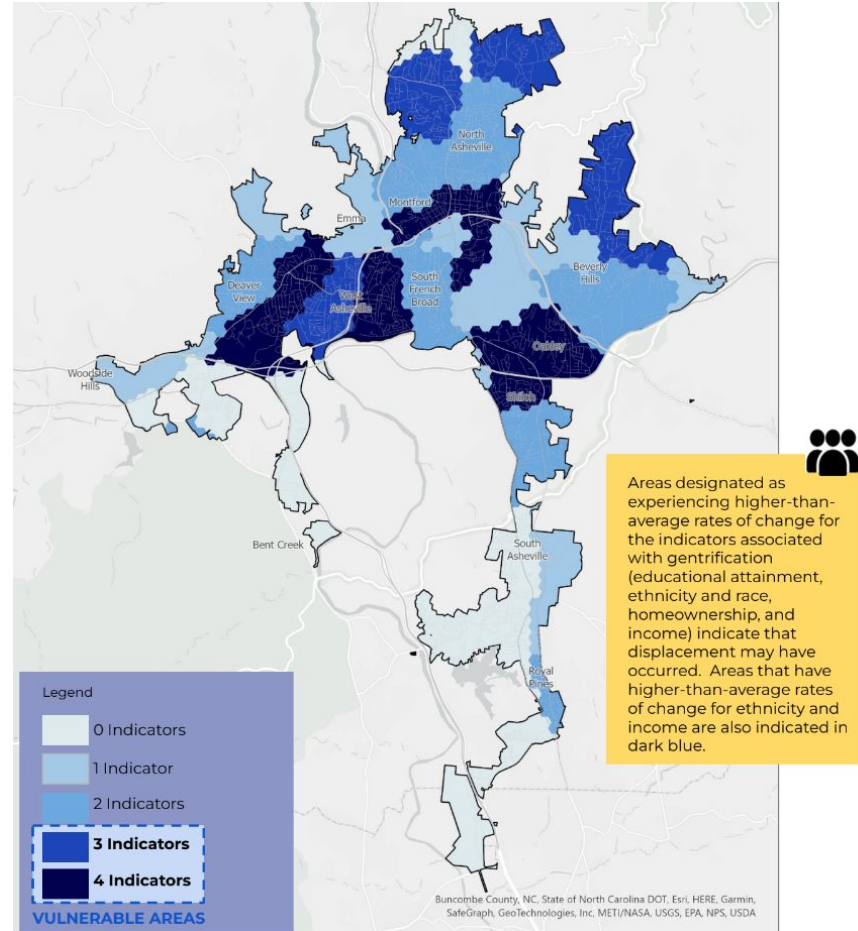 North
Asheville
Montford
Emma
Beverly
Hills
Deaver
View
West
Asheville
South
French
Broad
Oakley
Woodside
Hills
Shiloh
Bent Creek
South
Asheville
Royal
Pines
Areas designated as
experiencing higher-than-
average rates of change for
the indicators associated
with gentrification
(educational attainment,
ethnicity and race,
homeownership, and
income) indicate that
displacement may have
occurred. Areas that have
higher-than-average rates
of change for ethnicity and
income are also indicated in
dark blue.
Legend
0 Indicators
1 Indicator
2 Indicators
3 Indicators
4 Indicators
VULNERABLE AREAS
Buncombe County, NC, State of North Carolina DOT, Esri, HERE, Garmin,
SafeGraph, GeoTechnologies, Inc, METI/NASA, USGS, EPA, NPS, USDA